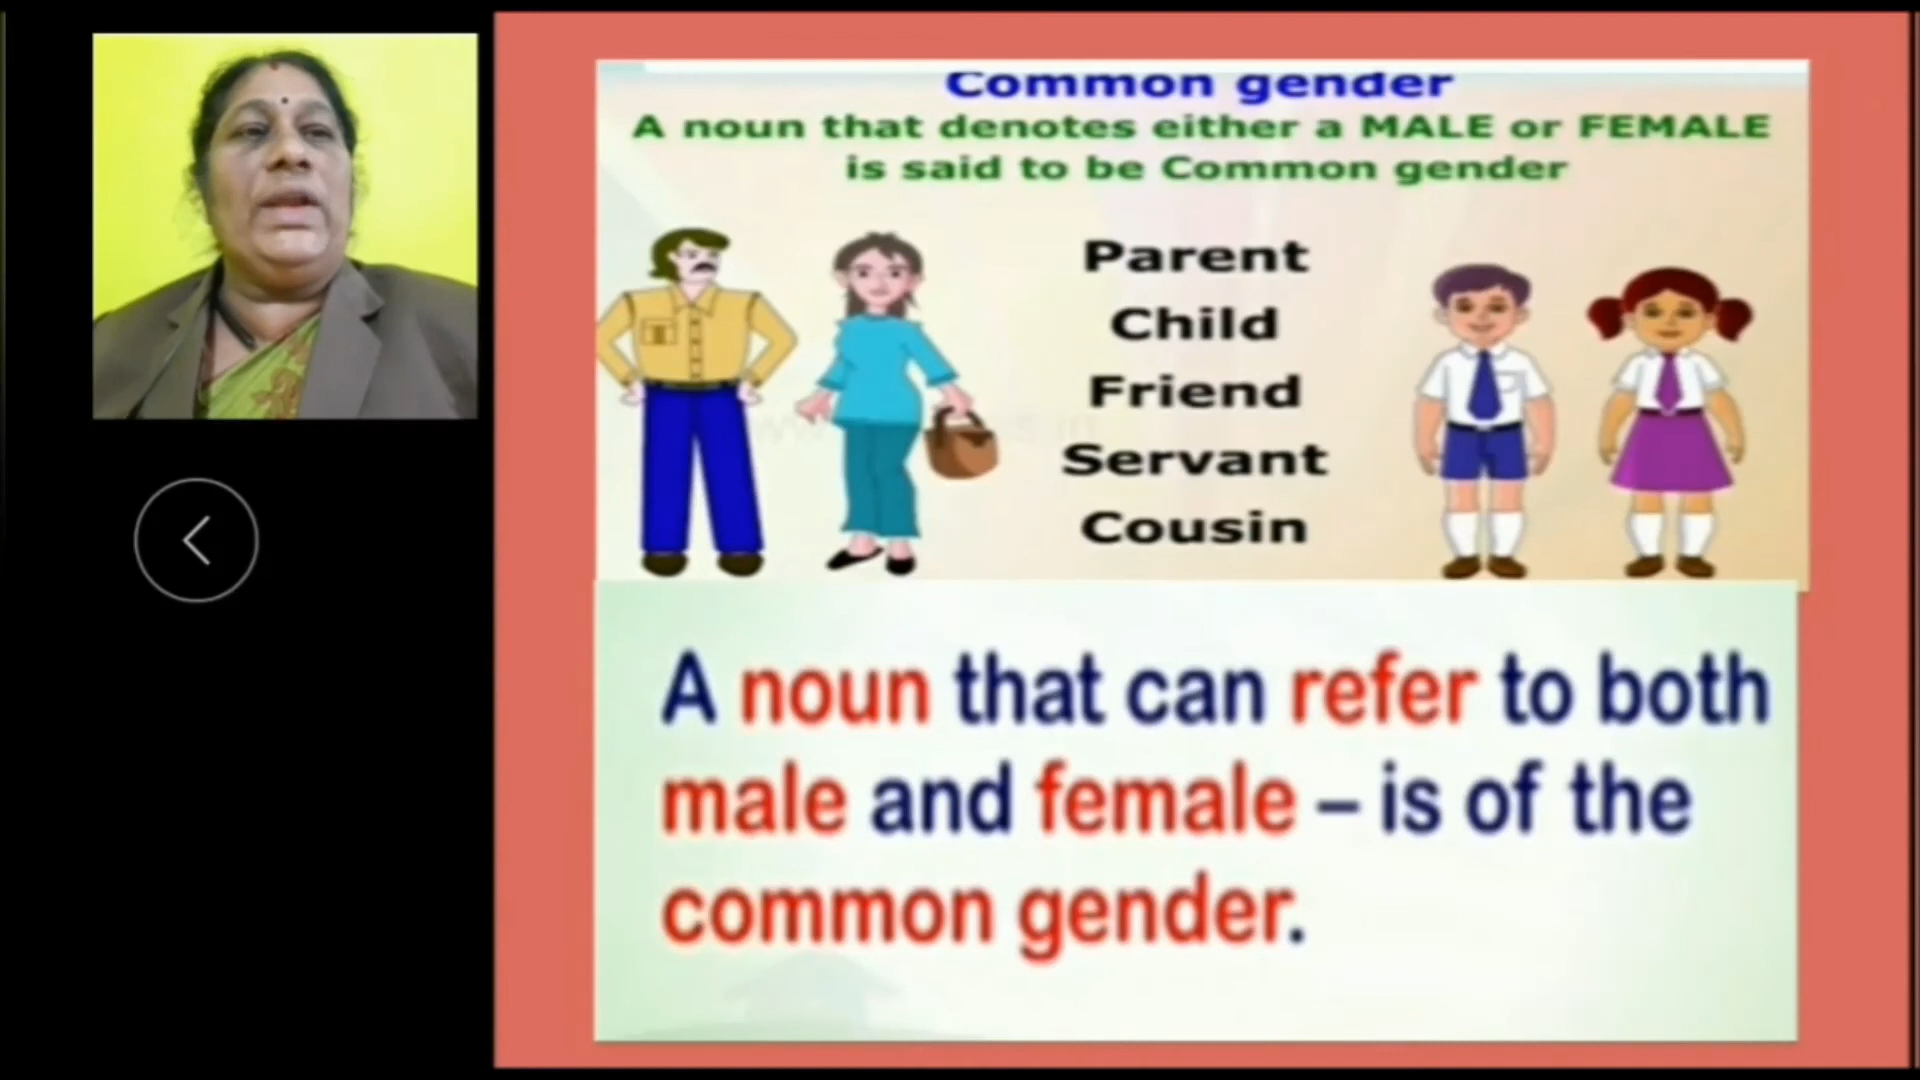 Common gender
A noun that denotes either a MALE or FEMALE
is said to be Common gender
Parent
Child
Friend
Servant
Cousin
A noun that can refer to both
male and female – is of the
common gender.